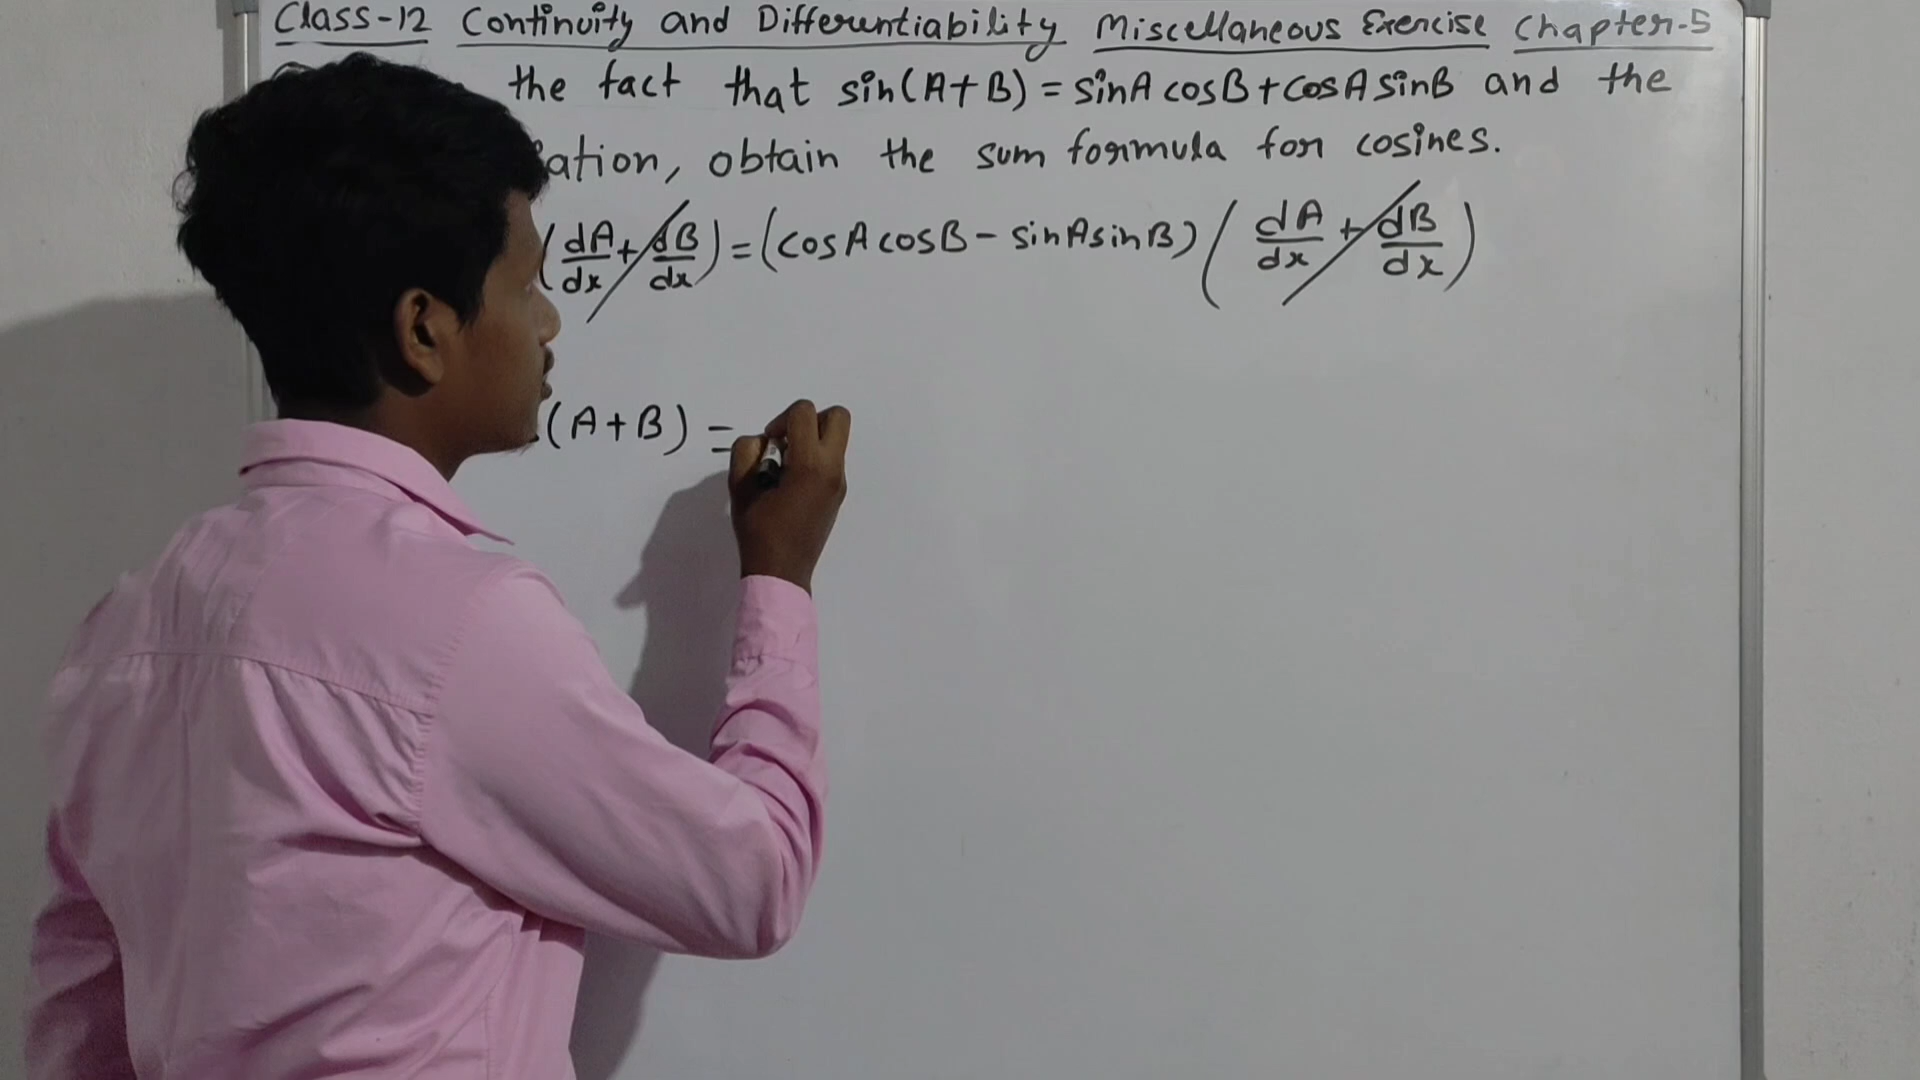 Class-12 Continuity and Differentiability Miscellaneous Exercise Chapter-5
the fact that sin(A+B) = sinA cosB + cosA sinB and the
ation, obtain the sum formula for cosines.
(dA/dx + dB/dx) = (cosA cosB - sinA sinB) (dA/dx + dB/dx)
(A+B) =